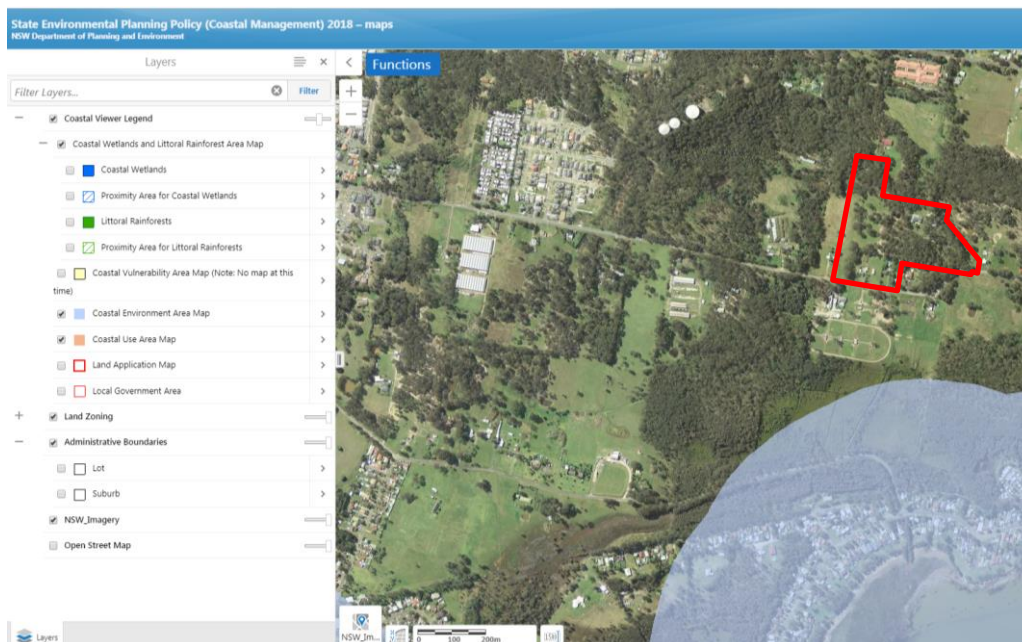 State Environmental Planning Policy (Coastal Management) 2018 – maps
NSW Department of Planning and Environment
Layers
Functions
Filter Layers...
Filter
Coastal Viewer Legend
Coastal Wetlands and Littoral Rainforest Area Map
Coastal Wetlands
Proximity Area for Coastal Wetlands
Littoral Rainforests
Proximity Area for Littoral Rainforests
Coastal Vulnerability Area Map (Note: No map at this
time)
Coastal Environment Area Map
Coastal Use Area Map
Land Application Map
Local Government Area
Land Zoning
Administrative Boundaries
Lot
Suburb
NSW_Imagery
Open Street Map
Layers
NSW_Im...
0 100 200m